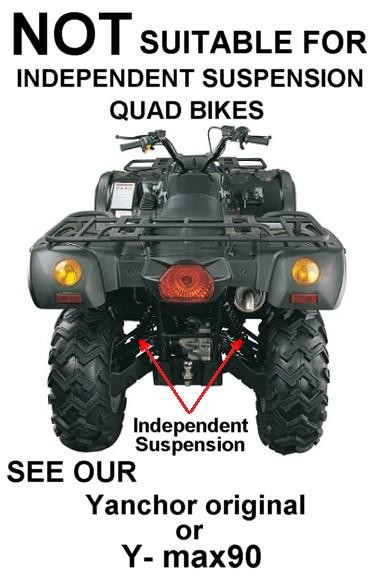 NOT SUITABLE FOR
INDEPENDENT SUSPENSION
QUAD BIKES
Independent
Suspension
SEE OUR
Yanchor original
or
Y- max90